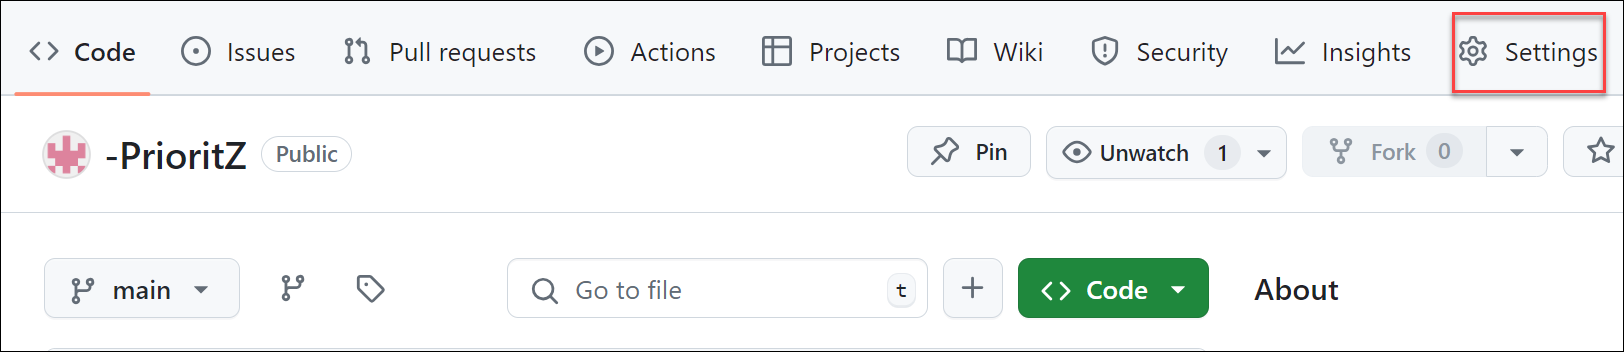 Code Issues Pull requests Actions Projects Wiki Security Insights Settings
-PrioritZ Public Pin Unwatch 1 Fork 0
main Go to file t Code About